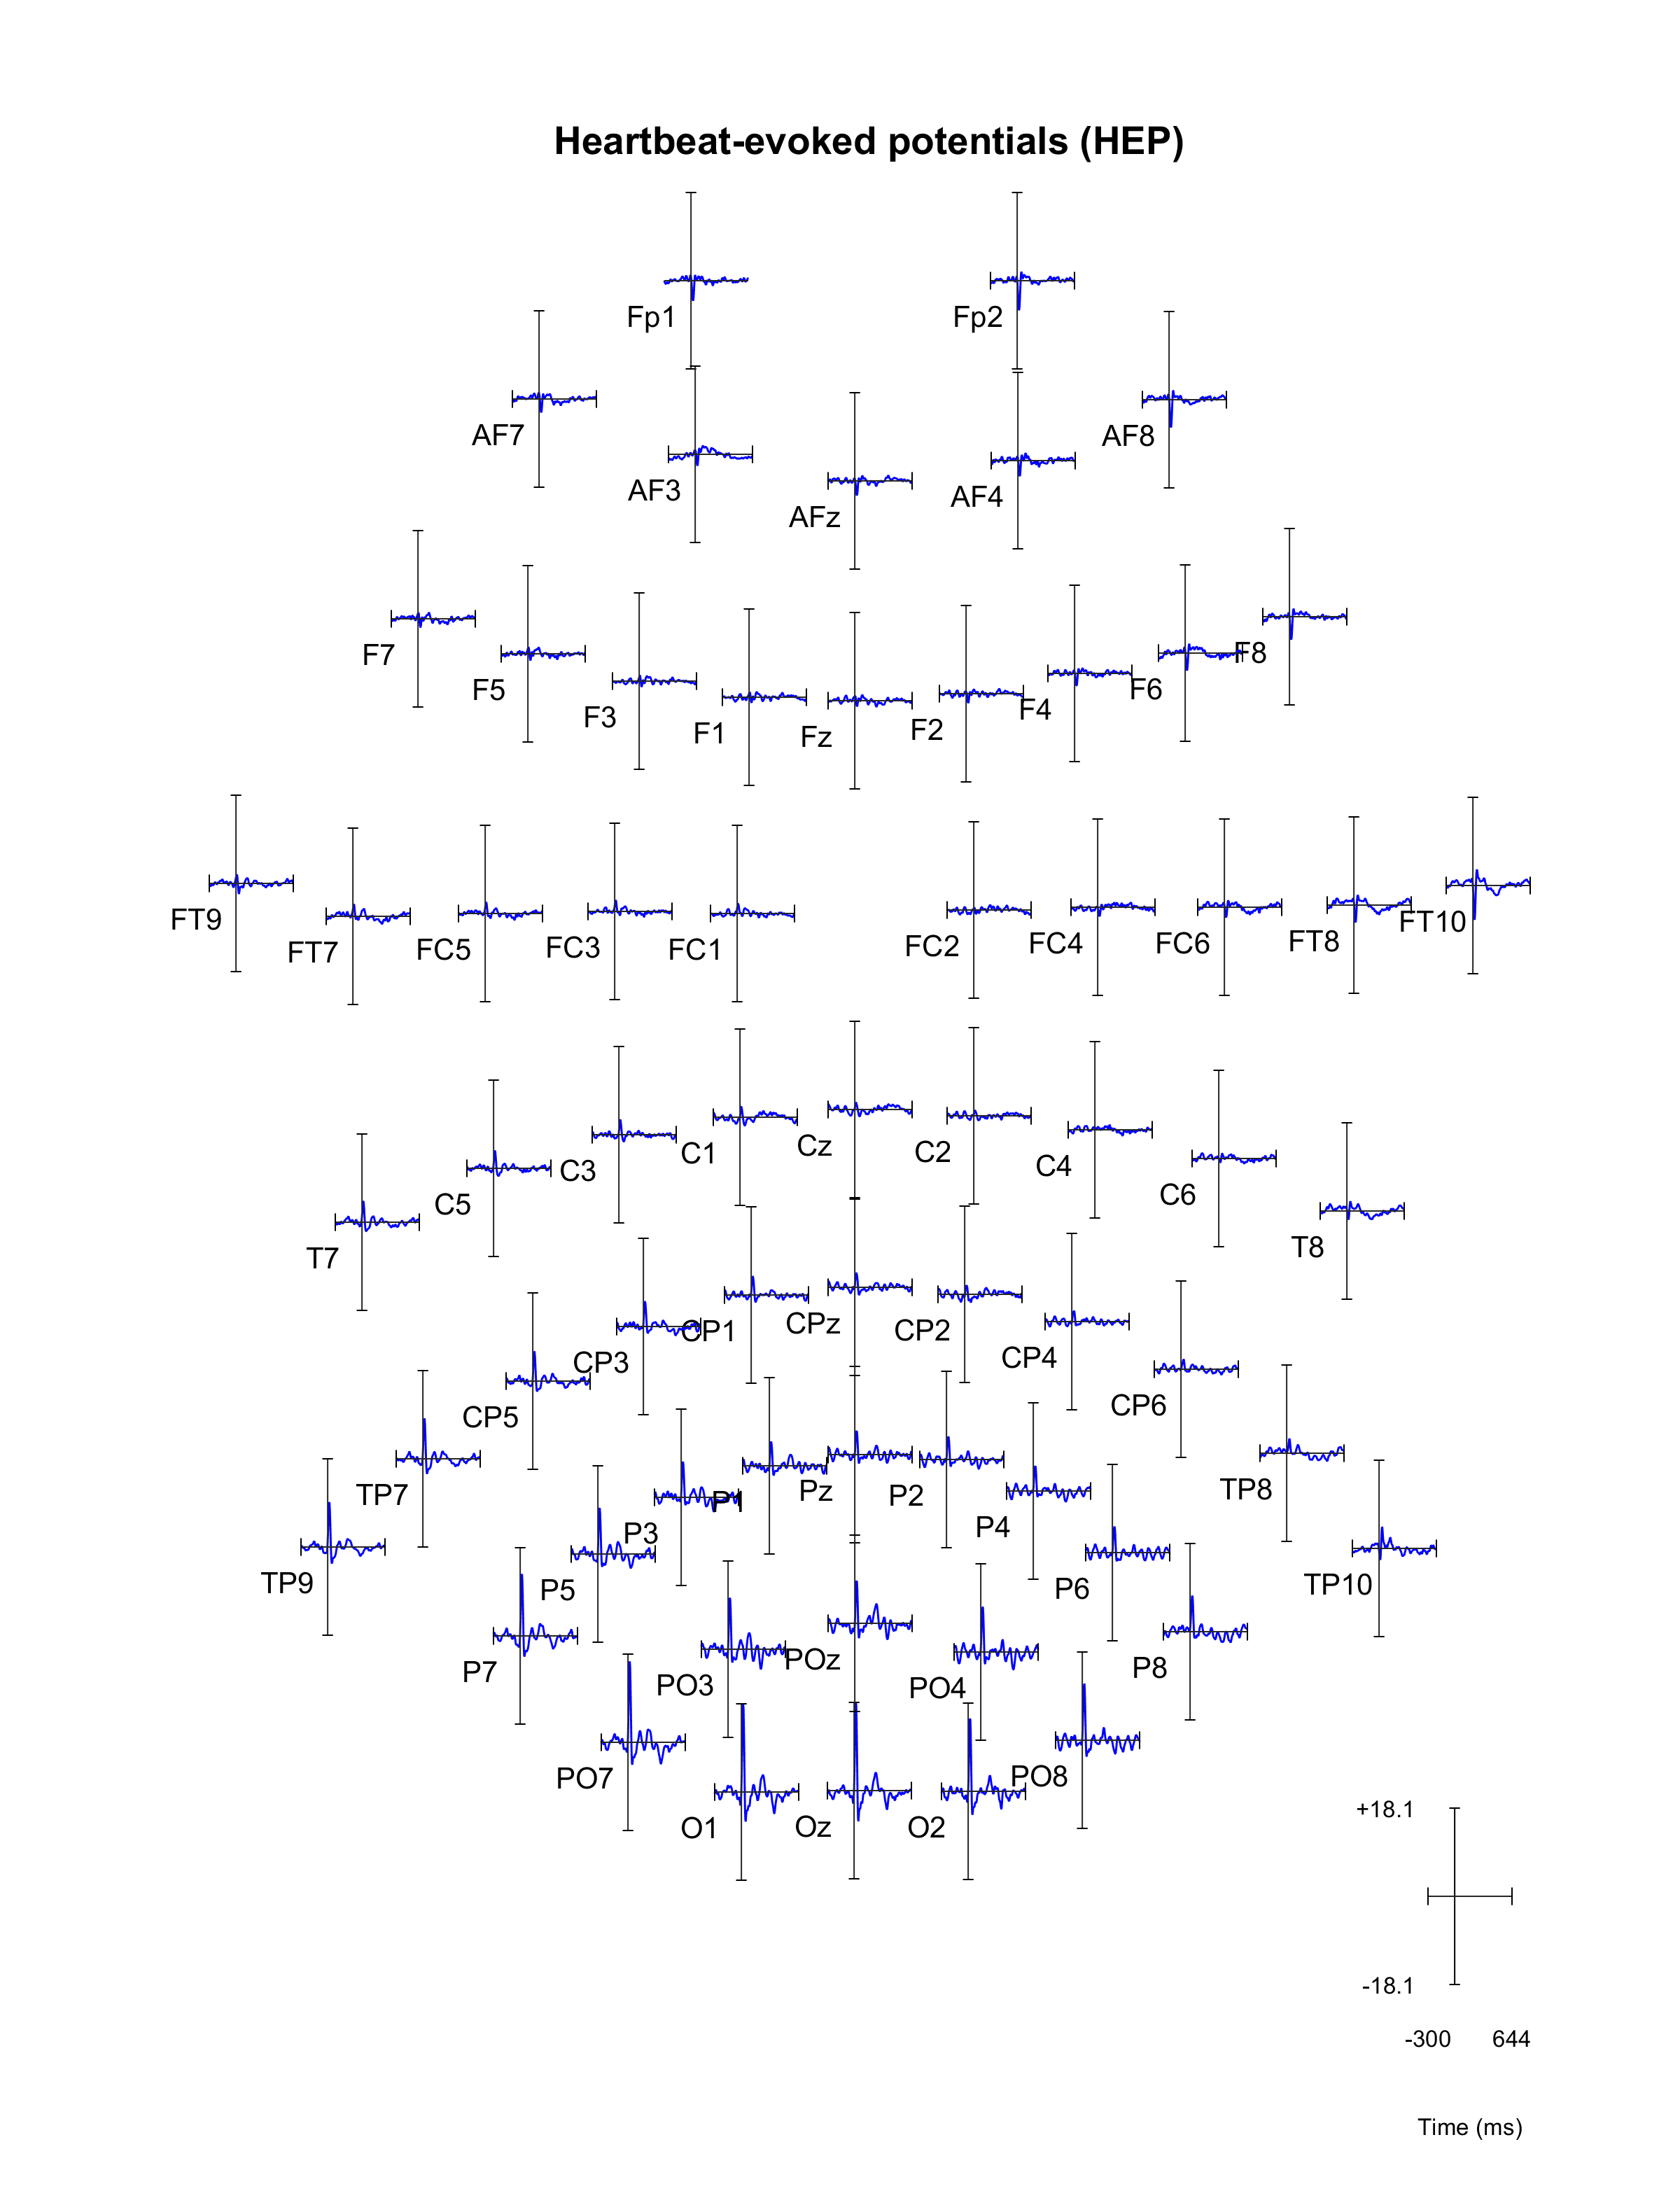 Heartbeat-evoked potentials (HEP)
Fp1 Fp2
AF7 AF8
AF3 AF4
AFz
F7 F8
F5 F6
F3 F4
F1 Fz F2
FT9 FT10
FT7 FC5 FC3 FC1 FC2 FC4 FC6 FT8
C5 C3 C1 Cz C2 C4 C6
T7 T8
CP3 CP1 CPz CP2 CP4
CP5 CP6
TP7 P1 Pz P2 TP8
P3 P4
TP9 P5 P6 TP10
P7 PO3 POz PO4 P8
PO7 PO8
O1 Oz O2
+18.1
-18.1
-300 644
Time (ms)